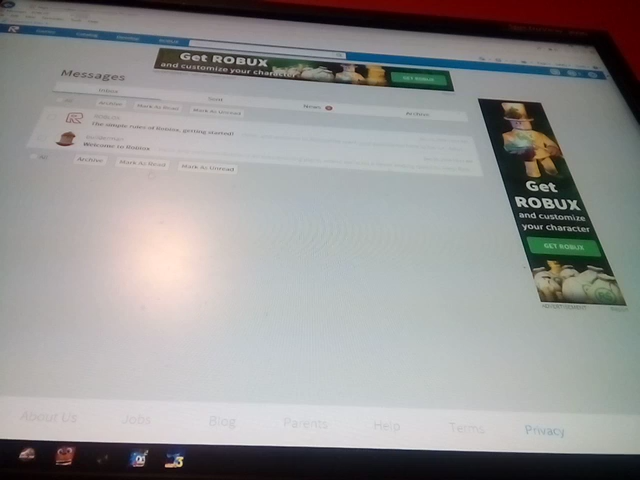 Get ROBUX
and customize your character
GET ROBUX
Messages
Inbox Sent News Archive
Archive Mark As Read Mark As Unread
The simple rules of Roblox, getting started!
Welcome to Roblox
Archive Mark As Read Mark As Unread
Get
ROBUX
and customize
your character
GET ROBUX
ADVERTISEMENT
About Us Jobs Blog Parents Help Terms Privacy